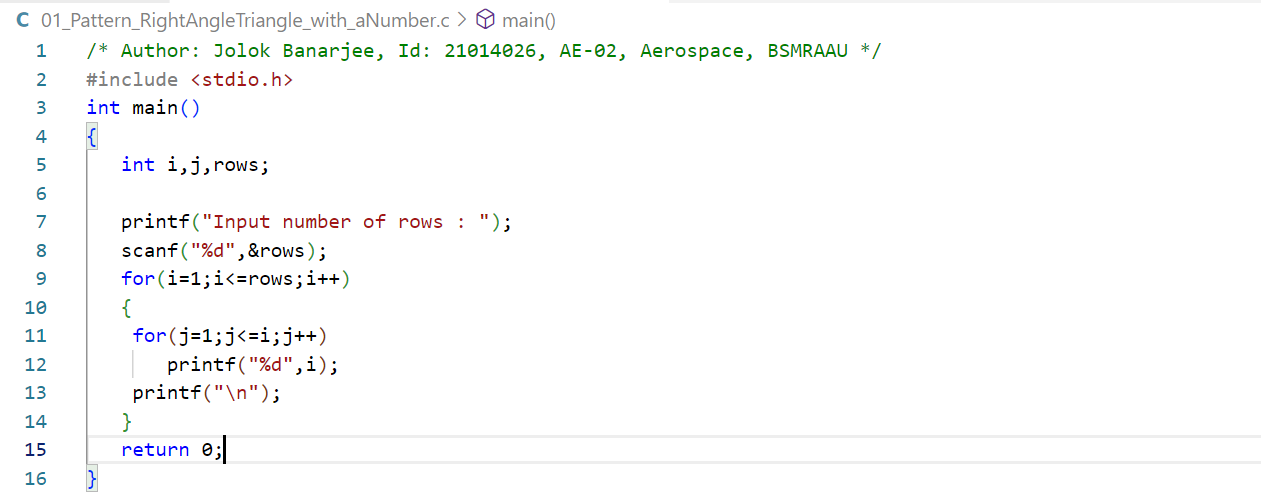 C 01_Pattern_RightAngleTriangle_with_aNumber.c > main()
1 /* Author: Jolok Banarjee, Id: 21014026, AE-02, Aerospace, BSMRAAU */
2 #include <stdio.h>
3 int main()
4 {
5 int i,j,rows;
6
7 printf("Input number of rows : ");
8 scanf("%d",&rows);
9 for(i=1;i<=rows;i++)
10 {
11 for(j=1;j<=i;j++)
12 printf("%d",i);
13 printf("\n");
14 }
15 return 0;
16 }